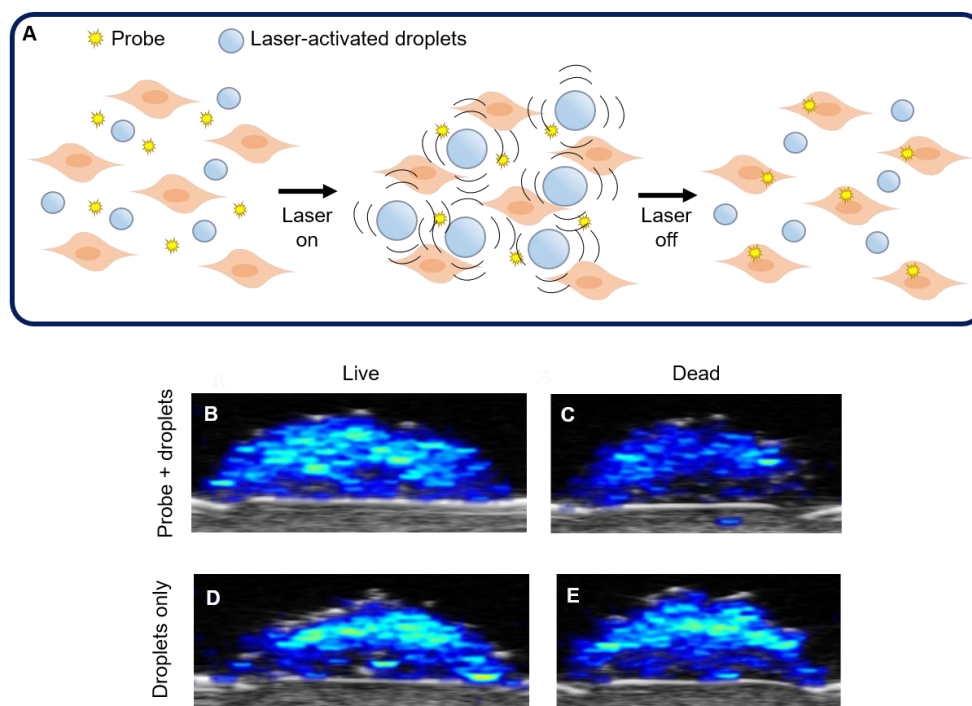 A
Probe
Laser-activated droplets
Laser
on
Laser
off
Live
Dead
Probe + droplets
B
C
Droplets only
D
E